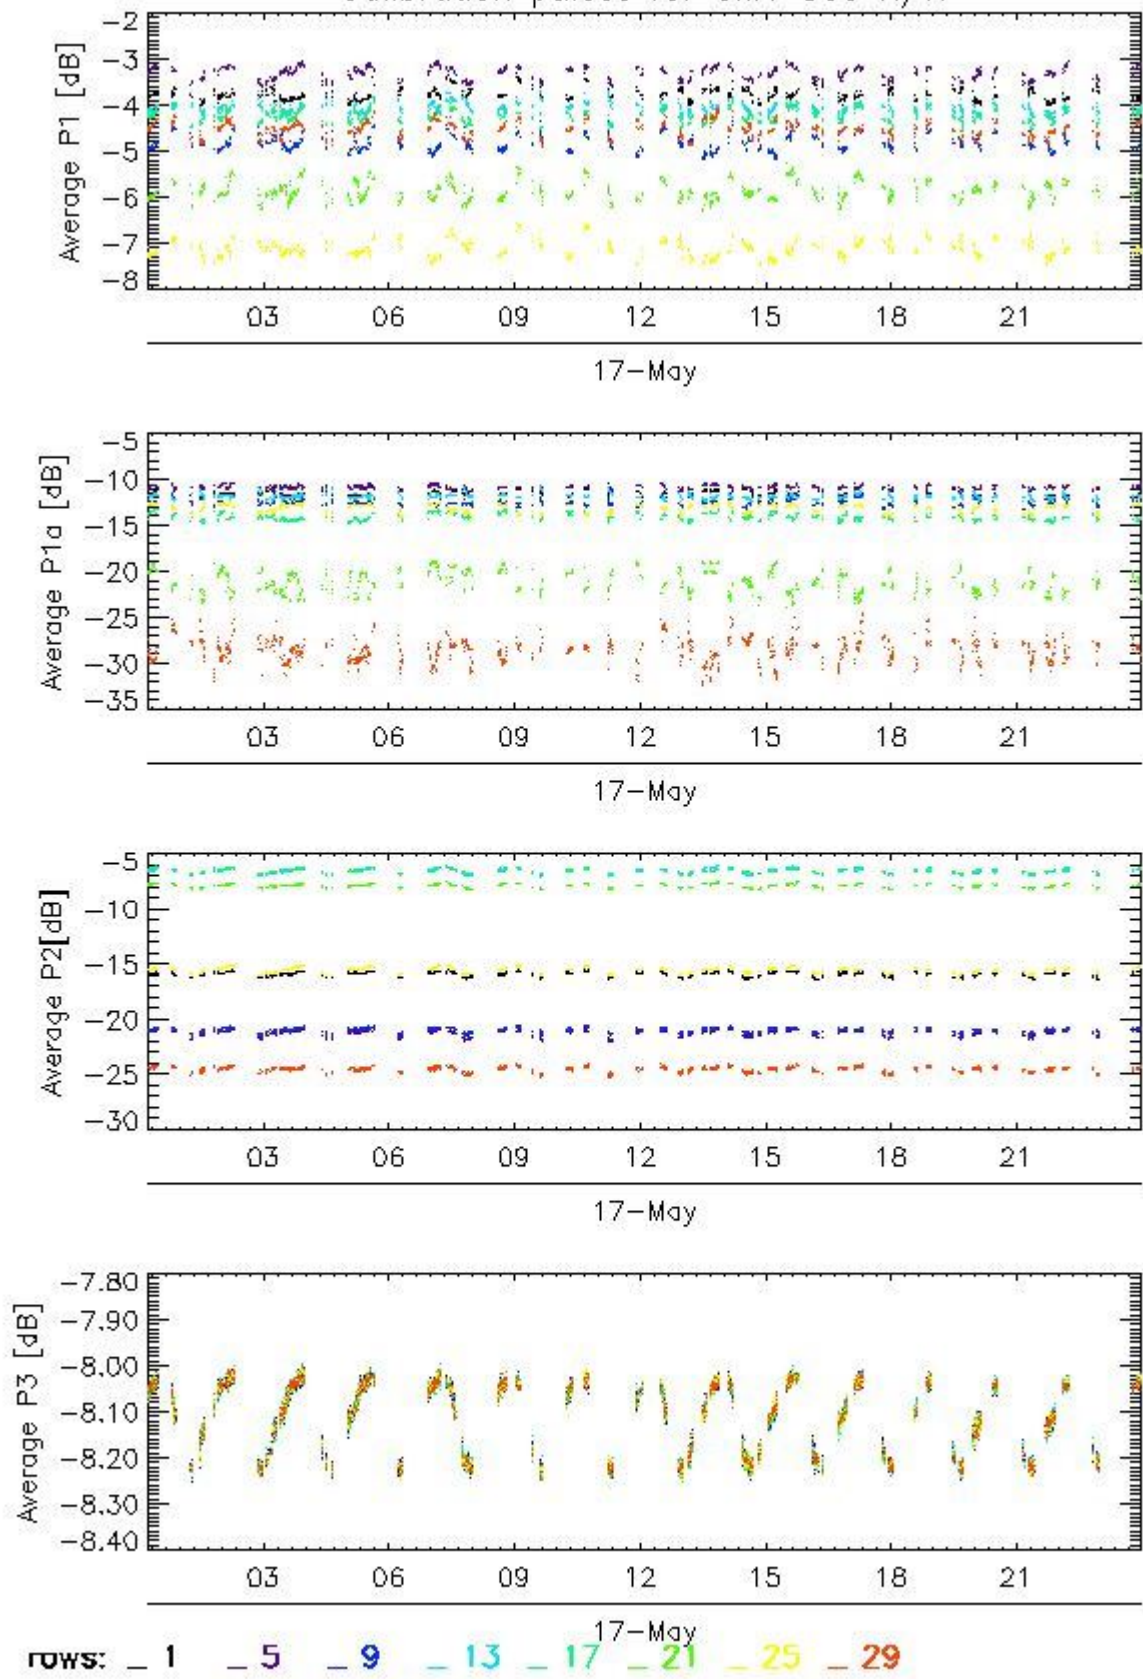 -2
-3
-4
-5
-6
-7
-8
Average P1 [dB]
03 06 09 12 15 18 21
17-May
-5
-10
-15
-20
-25
-30
-35
Average P1a [dB]
03 06 09 12 15 18 21
17-May
-5
-10
-15
-20
-25
-30
Average P2[dB]
03 06 09 12 15 18 21
17-May
-7.80
-7.90
-8.00
-8.10
-8.20
-8.30
-8.40
Average P3 [dB]
03 06 09 12 15 18 21
17-May
rows: _ 1 _ 5 _ 9 _ 13 _ 17 _ 21 _ 25 _ 29